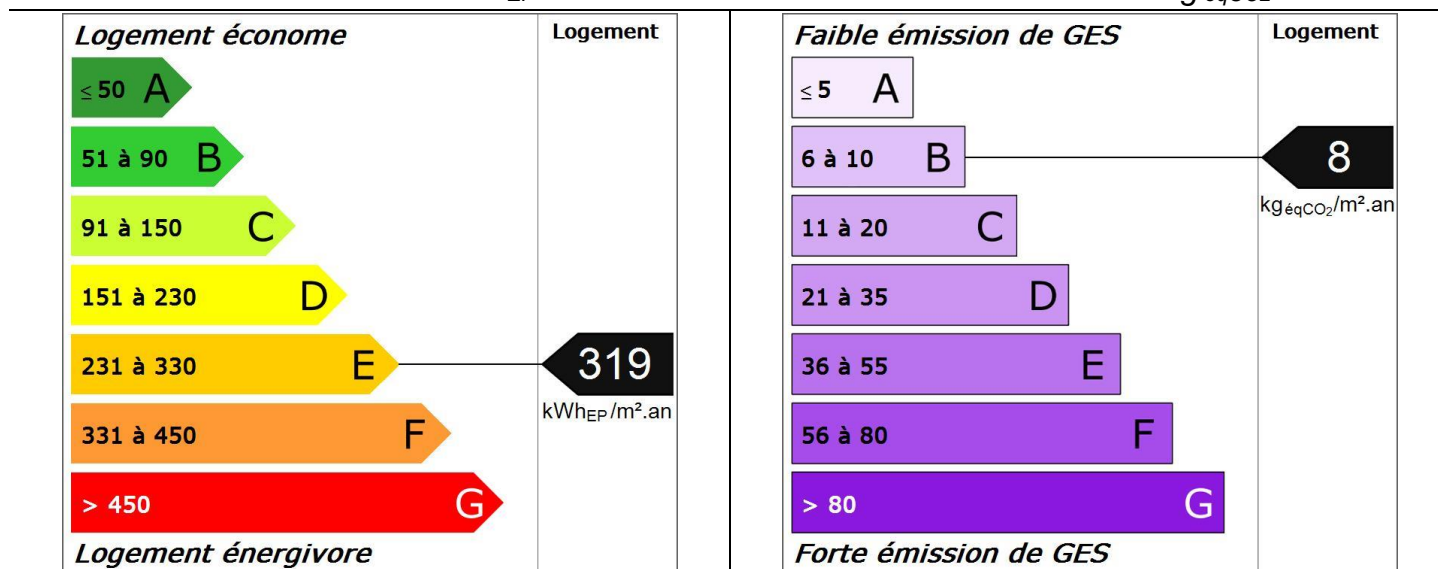 Logement économe
Logement
≤ 50 A
51 à 90 B
91 à 150 C
151 à 230 D
231 à 330 E
319
kWhEP/m².an
331 à 450 F
> 450 G
Logement énergivore
Faible émission de GES
Logement
≤ 5 A
6 à 10 B
8
kgéqCO2/m².an
11 à 20 C
21 à 35 D
36 à 55 E
56 à 80 F
> 80 G
Forte émission de GES